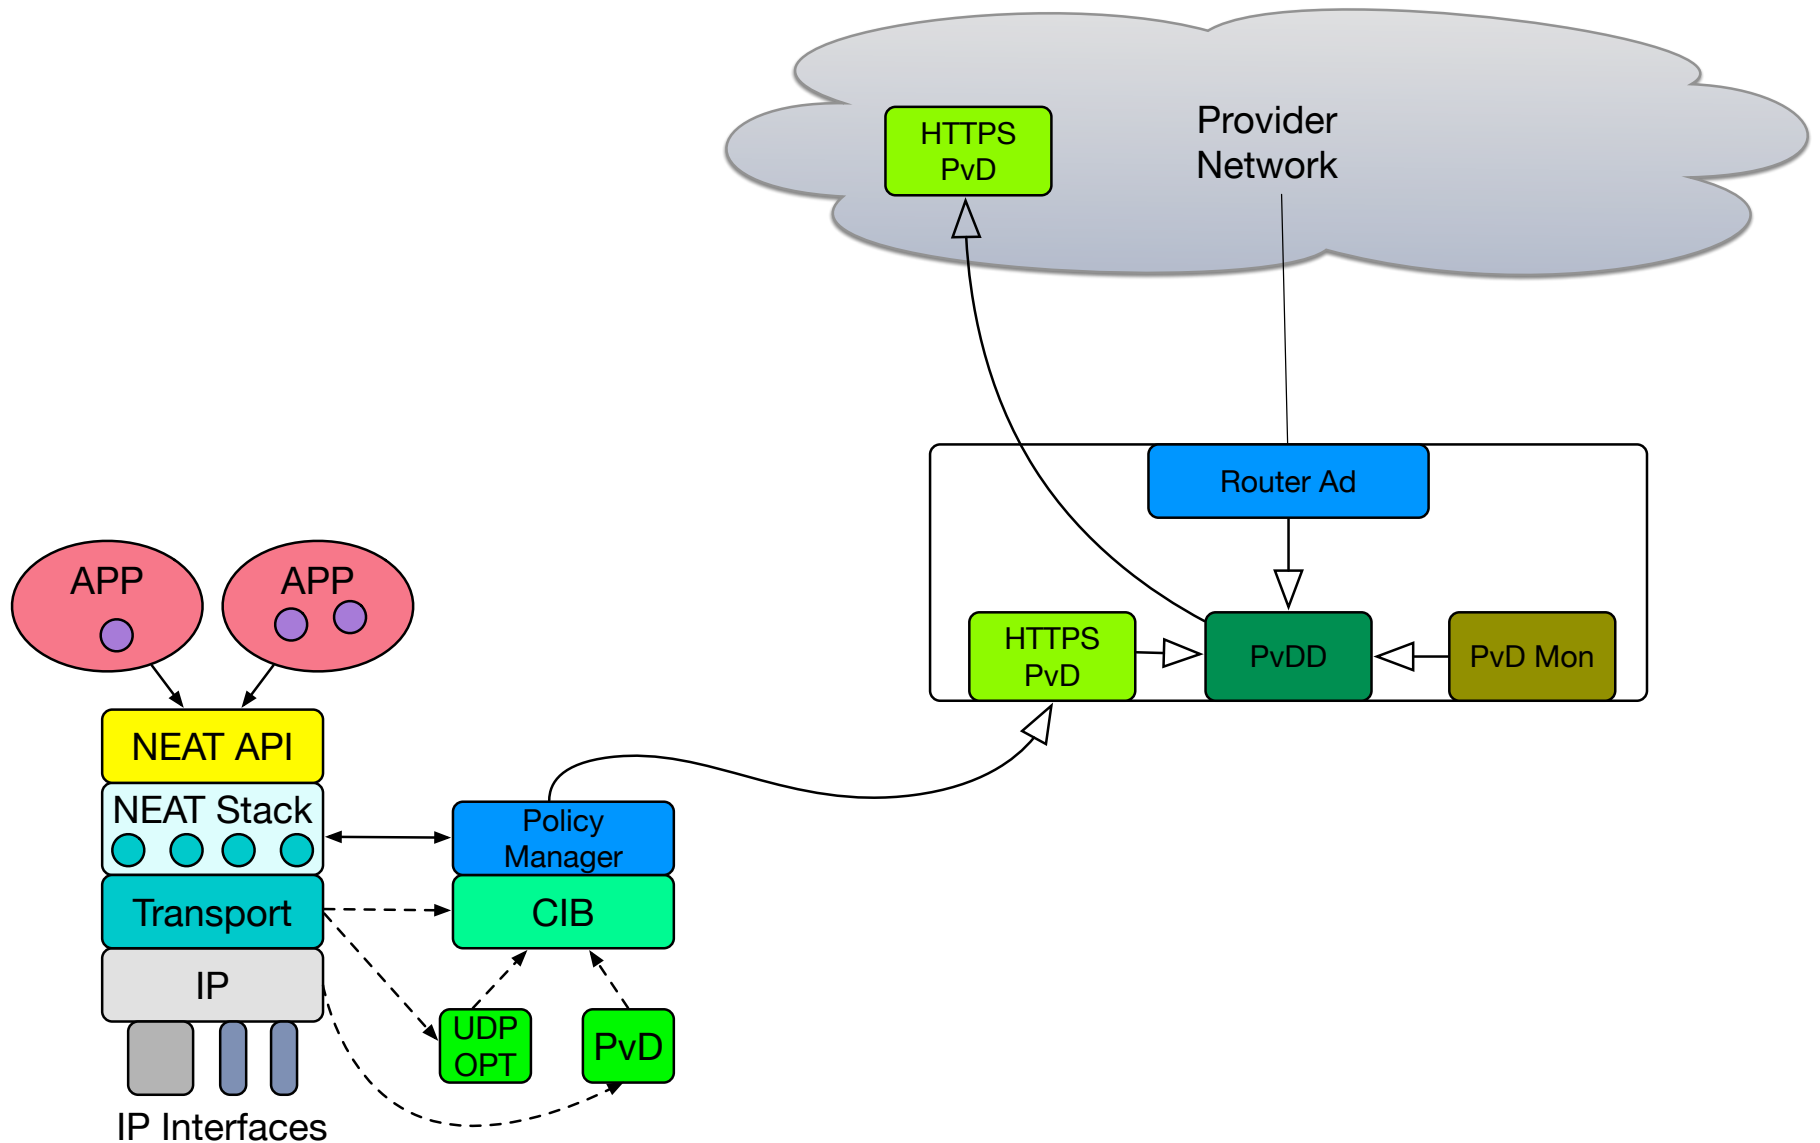 HTTPS
PvD
Provider
Network
Router Ad
HTTPS
PvD
PvDD
PvD Mon
APP
APP
NEAT API
NEAT Stack
Policy
Manager
Transport
CIB
IP
UDP
OPT
PvD
IP Interfaces